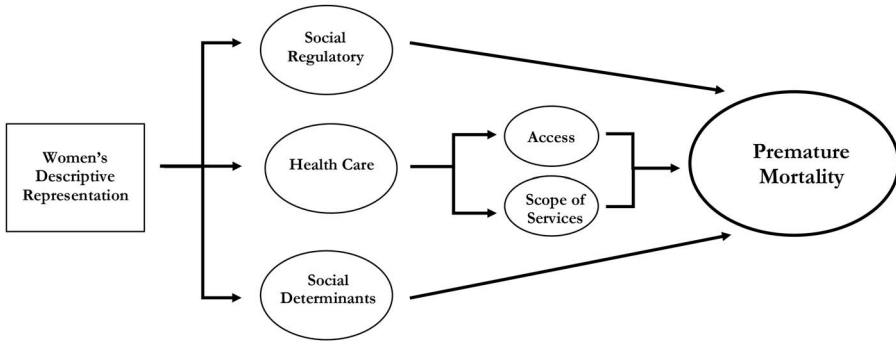 Social
Regulatory
Women's
Descriptive
Representation
Health Care
Access
Scope of
Services
Premature
Mortality
Social
Determinants